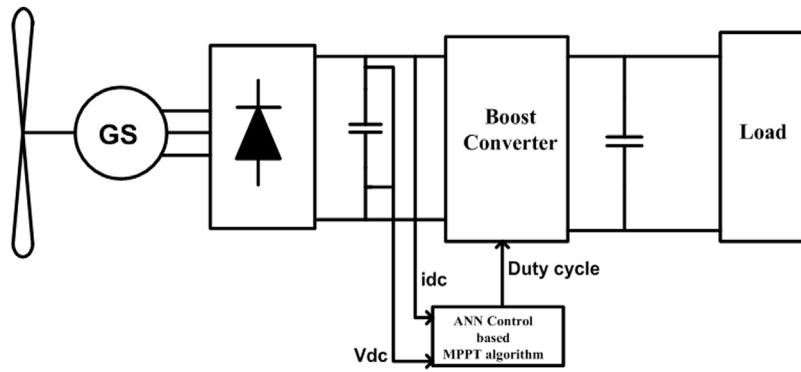 GS
Boost
Converter
Load
idc
Duty cycle
Vdc
ANN Control
based
MPPT algorithm